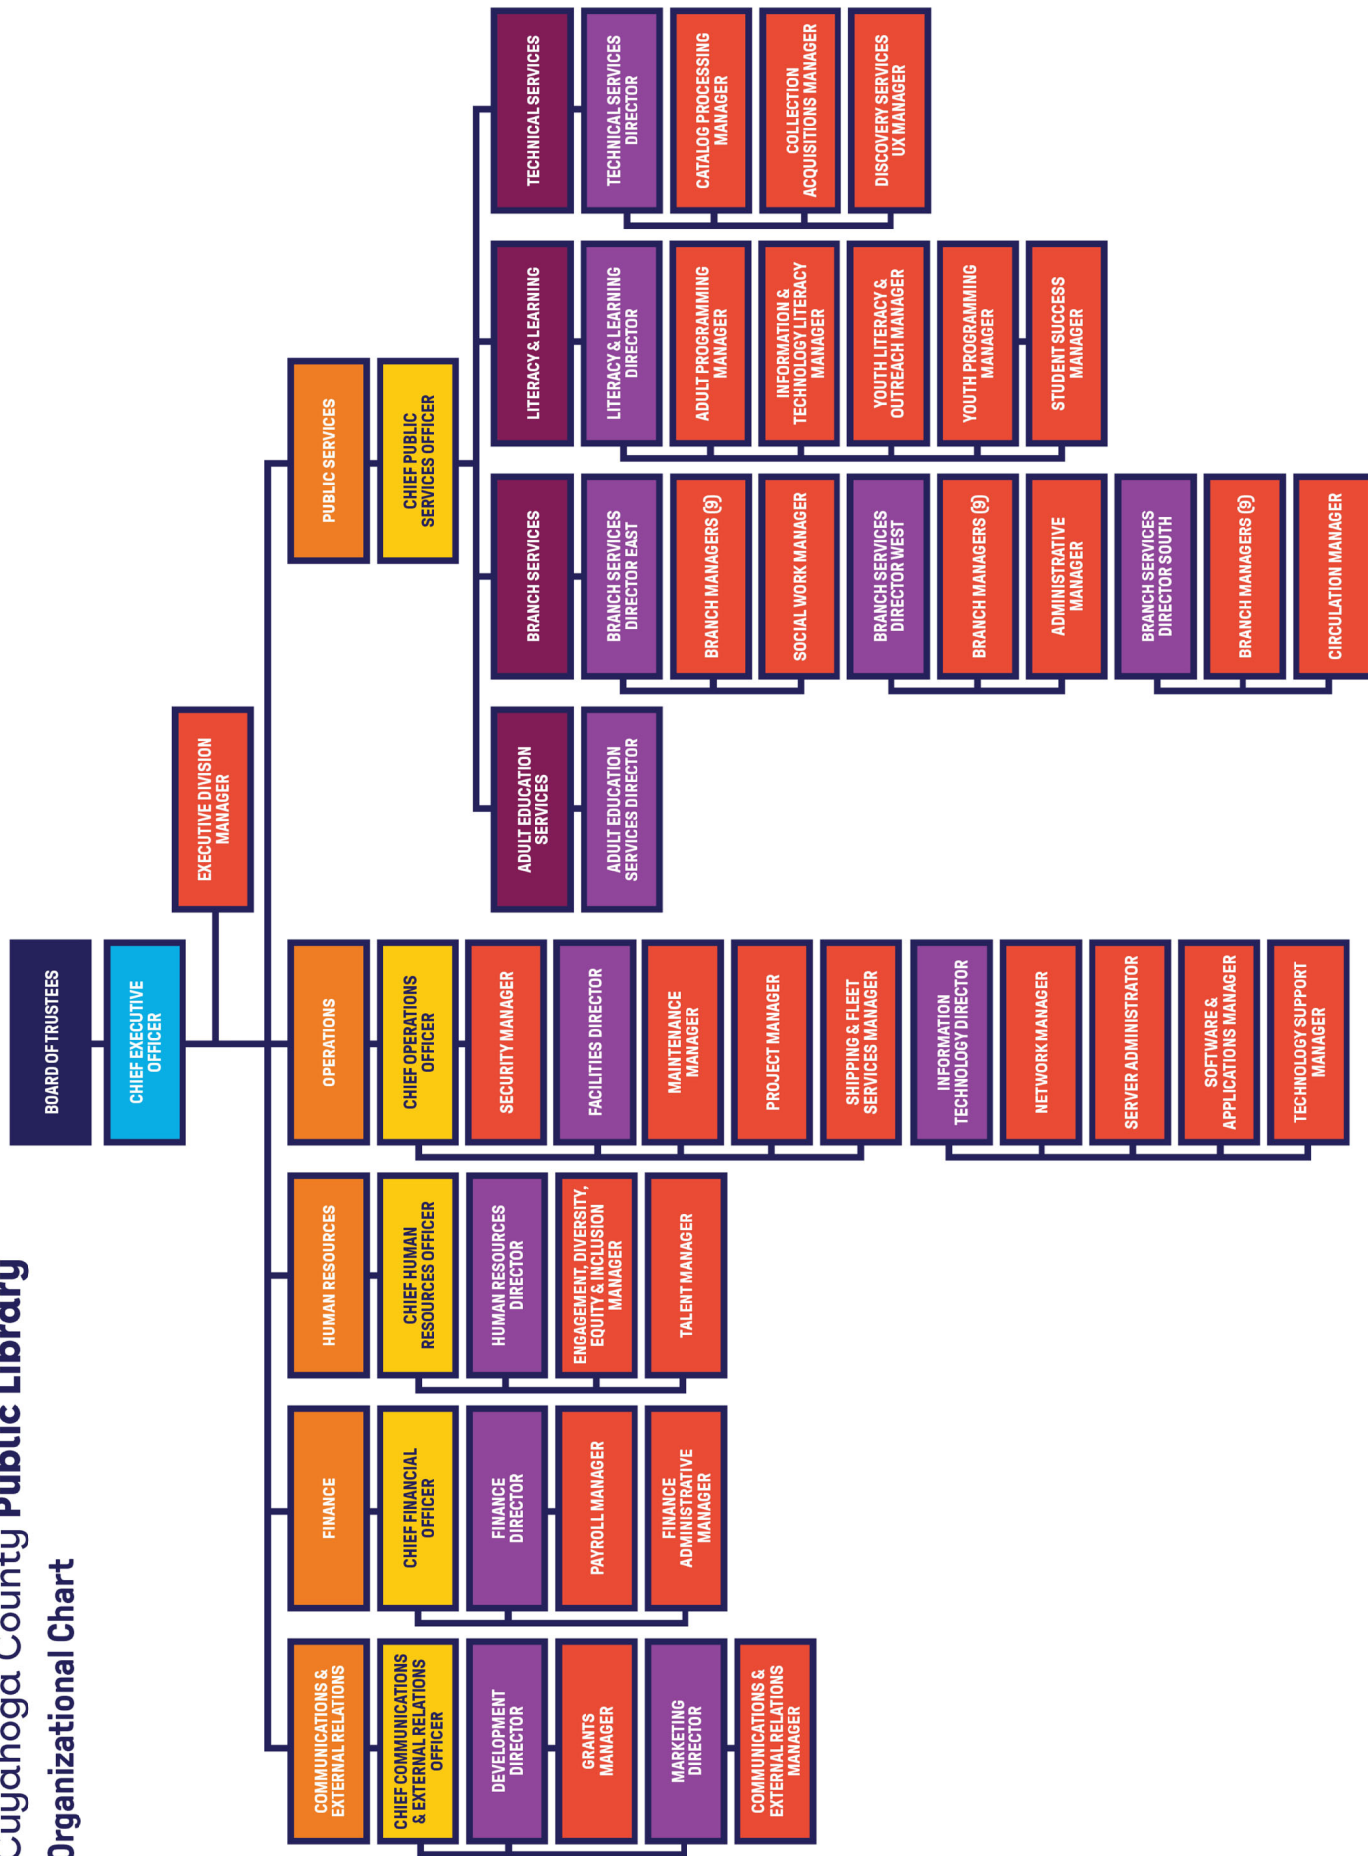 Cuyahoga County Public Library
Organizational Chart
BOARD OF TRUSTEES
CHIEF EXECUTIVE
OFFICER
EXECUTIVE DIVISION
MANAGER
COMMUNICATIONS &
EXTERNAL RELATIONS
CHIEF COMMUNICATIONS
& EXTERNAL RELATIONS
OFFICER
DEVELOPMENT
DIRECTOR
GRANTS
MANAGER
MARKETING
DIRECTOR
COMMUNICATIONS &
EXTERNAL RELATIONS
MANAGER
FINANCE
CHIEF FINANCIAL
OFFICER
FINANCE
DIRECTOR
PAYROLL MANAGER
FINANCE
ADMINISTRATIVE
MANAGER
HUMAN RESOURCES
CHIEF HUMAN
RESOURCES OFFICER
HUMAN RESOURCES
DIRECTOR
ENGAGEMENT, DIVERSITY,
EQUITY & INCLUSION
MANAGER
TALENT MANAGER
OPERATIONS
CHIEF OPERATIONS
OFFICER
SECURITY MANAGER
FACILITIES DIRECTOR
MAINTENANCE
MANAGER
PROJECT MANAGER
SHIPPING & FLEET
SERVICES MANAGER
INFORMATION
TECHNOLOGY DIRECTOR
NETWORK MANAGER
SERVER ADMINISTRATOR
SOFTWARE &
APPLICATIONS MANAGER
TECHNOLOGY SUPPORT
MANAGER
PUBLIC SERVICES
CHIEF PUBLIC
SERVICES OFFICER
ADULT EDUCATION
SERVICES
ADULT EDUCATION
SERVICES DIRECTOR
BRANCH SERVICES
BRANCH SERVICES
DIRECTOR EAST
BRANCH MANAGERS (9)
SOCIAL WORK MANAGER
BRANCH SERVICES
DIRECTOR WEST
BRANCH MANAGERS (9)
ADMINISTRATIVE
MANAGER
BRANCH SERVICES
DIRECTOR SOUTH
BRANCH MANAGERS (9)
CIRCULATION MANAGER
LITERACY & LEARNING
LITERACY & LEARNING
DIRECTOR
ADULT PROGRAMMING
MANAGER
INFORMATION &
TECHNOLOGY LITERACY
MANAGER
YOUTH LITERACY &
OUTREACH MANAGER
YOUTH PROGRAMMING
MANAGER
STUDENT SUCCESS
MANAGER
TECHNICAL SERVICES
TECHNICAL SERVICES
DIRECTOR
CATALOG PROCESSING
MANAGER
COLLECTION
ACQUISITIONS MANAGER
DISCOVERY SERVICES
UX MANAGER